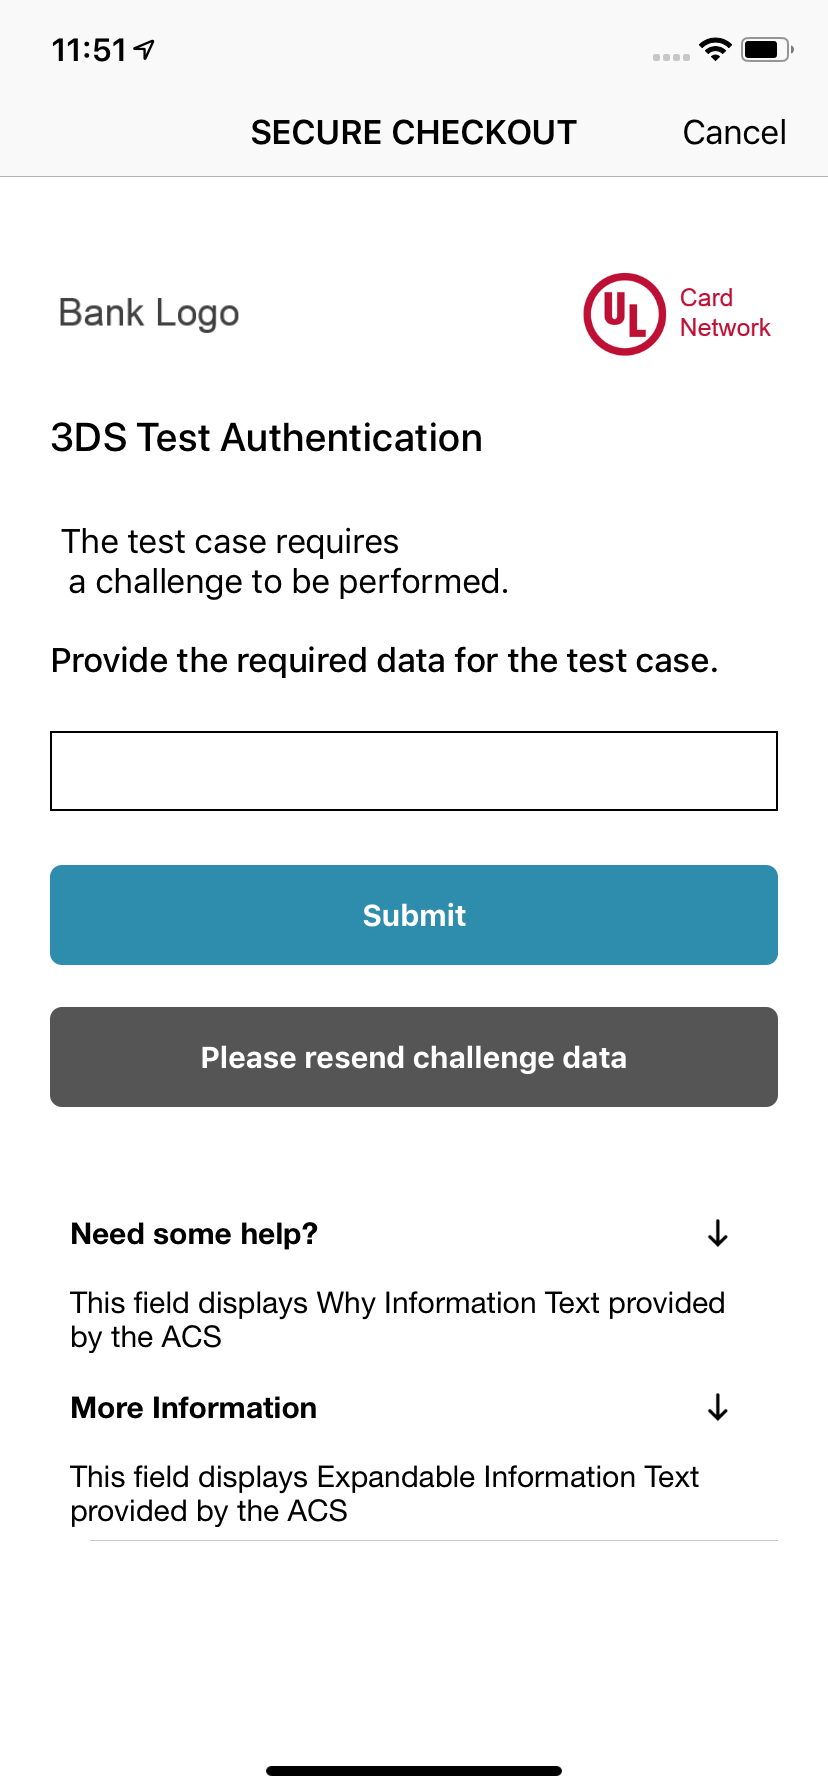 11:51
SECURE CHECKOUT
Cancel
Bank Logo
UL
Card
Network
3DS Test Authentication
The test case requires
a challenge to be performed.
Provide the required data for the test case.
Submit
Please resend challenge data
Need some help?
This field displays Why Information Text provided
by the ACS
More Information
This field displays Expandable Information Text
provided by the ACS